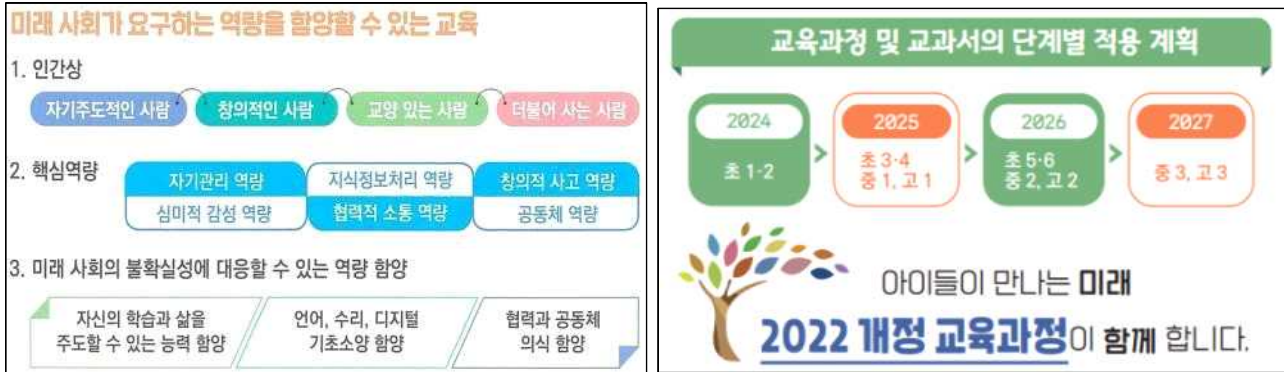 미래 사회가 요구하는 역량을 함양할 수 있는 교육
1. 인간상
자기주도적인 사람 창의적인 사람 교양 있는 사람 더불어 사는 사람
2. 핵심역량
자기관리 역량 지식정보처리 역량 창의적 사고 역량
심미적 감성 역량 협력적 소통 역량 공동체 역량
3. 미래 사회의 불확실성에 대응할 수 있는 역량 함양
자신의 학습과 삶을
주도할 수 있는 능력 함양
언어, 수리, 디지털
기초소양 함양
협력과 공동체
의식 함양
교육과정 및 교과서의 단계별 적용 계획
2024
초 1·2
2025
초 3·4
중 1, 고 1
2026
초 5·6
중 2, 고 2
2027
중 3, 고 3
아이들이 만나는 미래
2022 개정 교육과정이 함께 합니다.